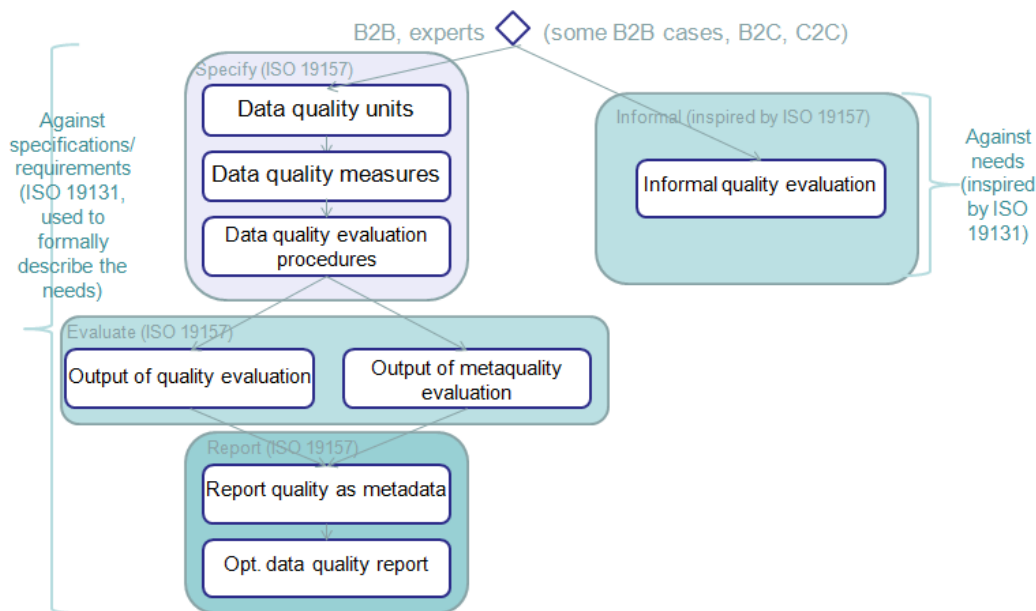 B2B, experts (some B2B cases, B2C, C2C)
Specify (ISO 19157)
Data quality units
Data quality measures
Data quality evaluation
procedures
Against
specifications/
requirements
(ISO 19131,
used to
formally
describe the
needs)
Informal (inspired by ISO 19157)
Informal quality evaluation
Against
needs
(inspired
by ISO
19131)
Evaluate (ISO 19157)
Output of quality evaluation
Output of metaquality
evaluation
Report (ISO 19157)
Report quality as metadata
Opt. data quality report